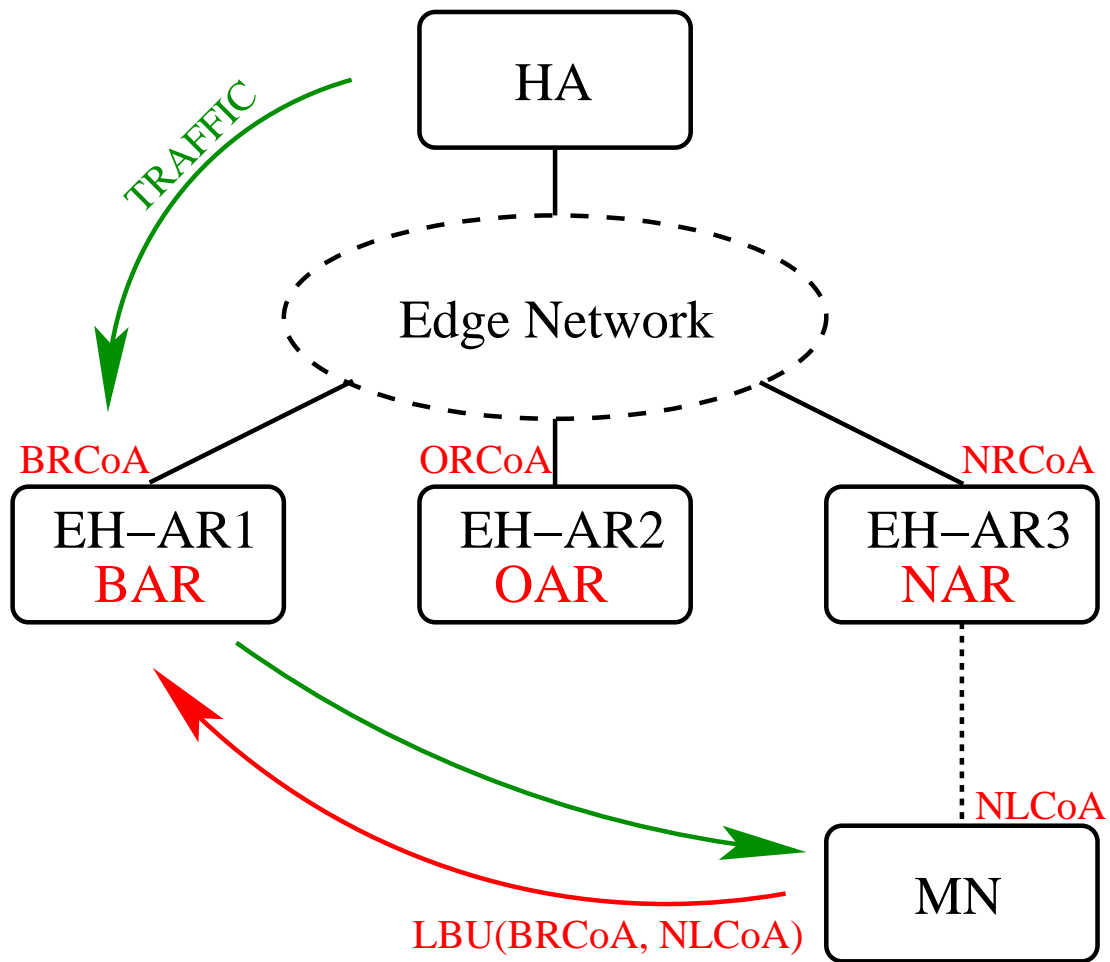 HA
TRAFFIC
Edge Network
BRCoA
ORCoA
NRCoA
EH−AR1
BAR
EH−AR2
OAR
EH−AR3
NAR
NLCoA
MN
LBU(BRCoA, NLCoA)